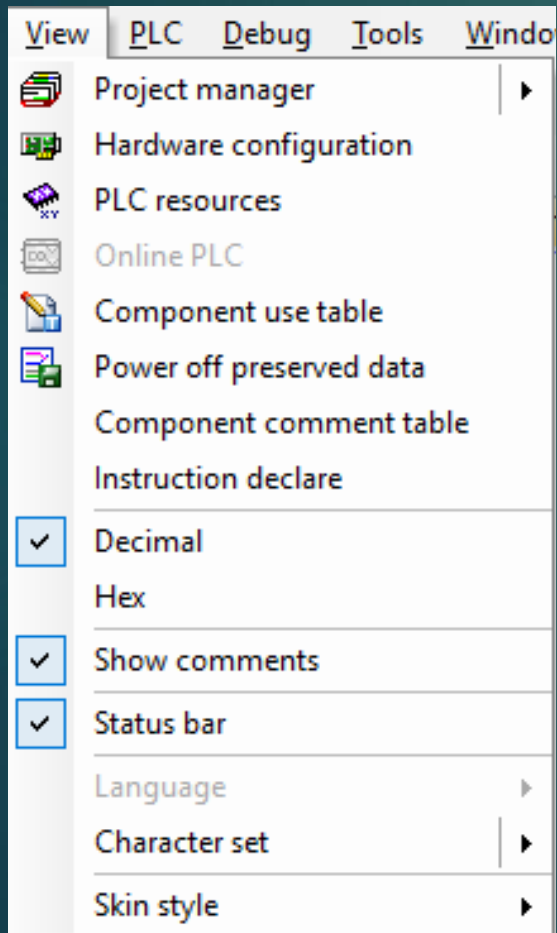 View PLC Debug Tools Windo
Project manager
Hardware configuration
PLC resources
Online PLC
Component use table
Power off preserved data
Component comment table
Instruction declare
Decimal
Hex
Show comments
Status bar
Language
Character set
Skin style